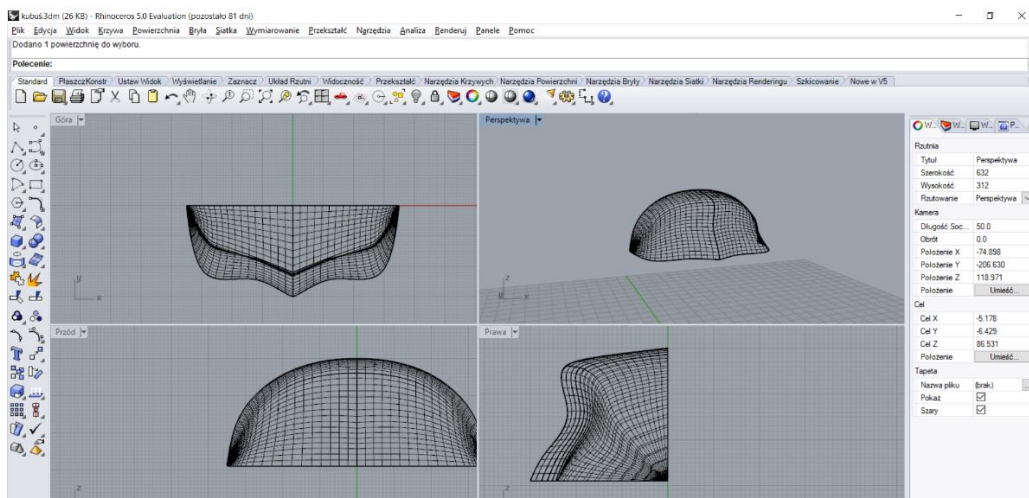 kubuś.3dm (26 KB) - Rhinoceros 5.0 Evaluation (pozostało 81 dni)
Plik Edycja Widok Krzywa Powierzchnia Bryła Siatka Wymiarowanie Przekształć Narzędzia Analiza Renderuj Panele Pomoc
Dodano 1 powierzchnię do wyboru.
Polecenie:
Standard PłaszczKonstr Ustaw Widok Wyświetlanie Zaznacz Układ Rzutni Widoczność Przekształć Narzędzia Krzywych Narzędzia Powierzchni Narzędzia Bryły Narzędzia Siatki Narzędzia Renderingu Szkicowanie Nowe w V5
Góra
Perspektywa
W... W... W... P...
Rzutnia
Tytuł Perspektywa
Szerokość 632
Wysokość 312
Rzutowanie Perspektywa
Kamera
Długość Soc... 50.0
Obrót 0.0
Położenie X -74.898
Położenie Y -206.630
Położenie Z 118.971
Położenie Umieść...
Cel
Cel X -5.178
Cel Y -6.429
Cel Z 86.531
Położenie Umieść...
Tapeta
Nazwa pliku (brak)
Pokaż
Szary
y
x
z
y
Przód
Prawa
z
z